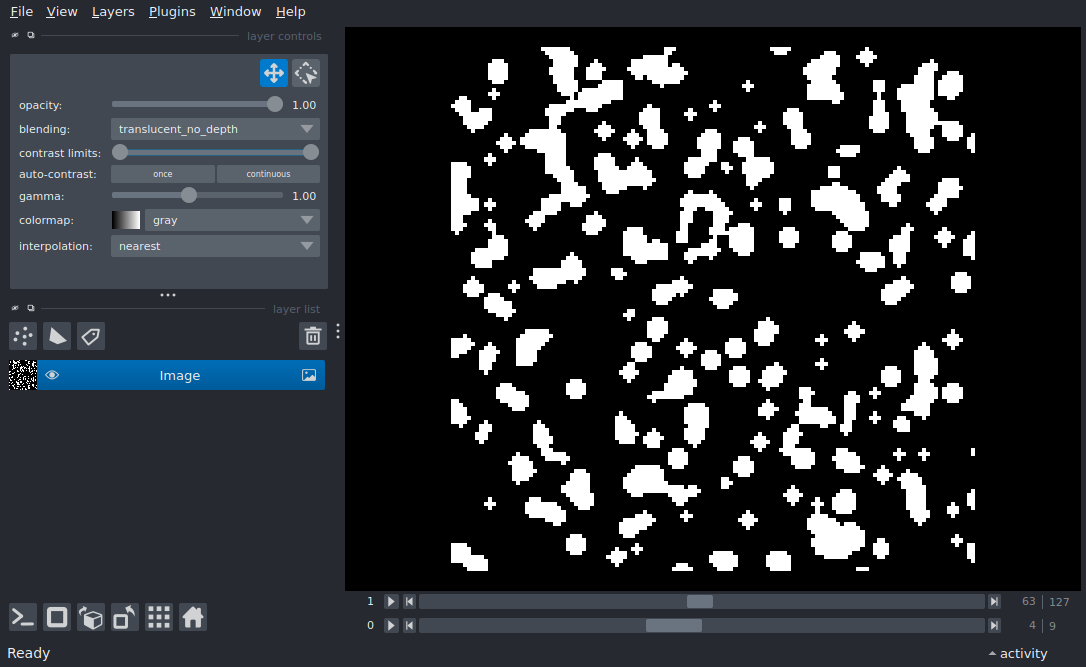 File View Layers Plugins Window Help
layer controls
opacity: 1.00
blending: translucent_no_depth
contrast limits:
auto-contrast: once continuous
gamma: 1.00
colormap: gray
interpolation: nearest
layer list
Image
1 63 127
0 4 9
Ready activity